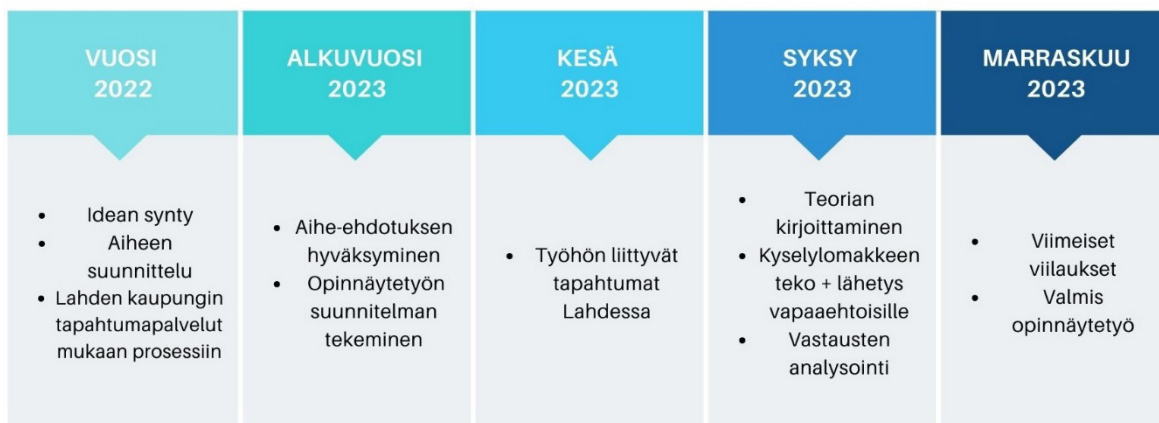 VUOSI
2022
• Idean synty
• Aiheen
suunnittelu
• Lahden kaupungin
tapahtumapalvelut
mukaan prosessiin
ALKUVUOSI
2023
• Aihe-ehdotuksen
hyväksyminen
• Opinnäytetyön
suunnitelman
tekeminen
KESÄ
2023
• Työhön liittyvät
tapahtumat
Lahdessa
SYKSY
2023
• Teorian
kirjoittaminen
• Kyselylomakkeen
teko + lähetys
vapaaehtoisille
• Vastausten
analysointi
MARRASKUU
2023
• Viimeiset
viilaukset
• Valmis
opinnäytetyö